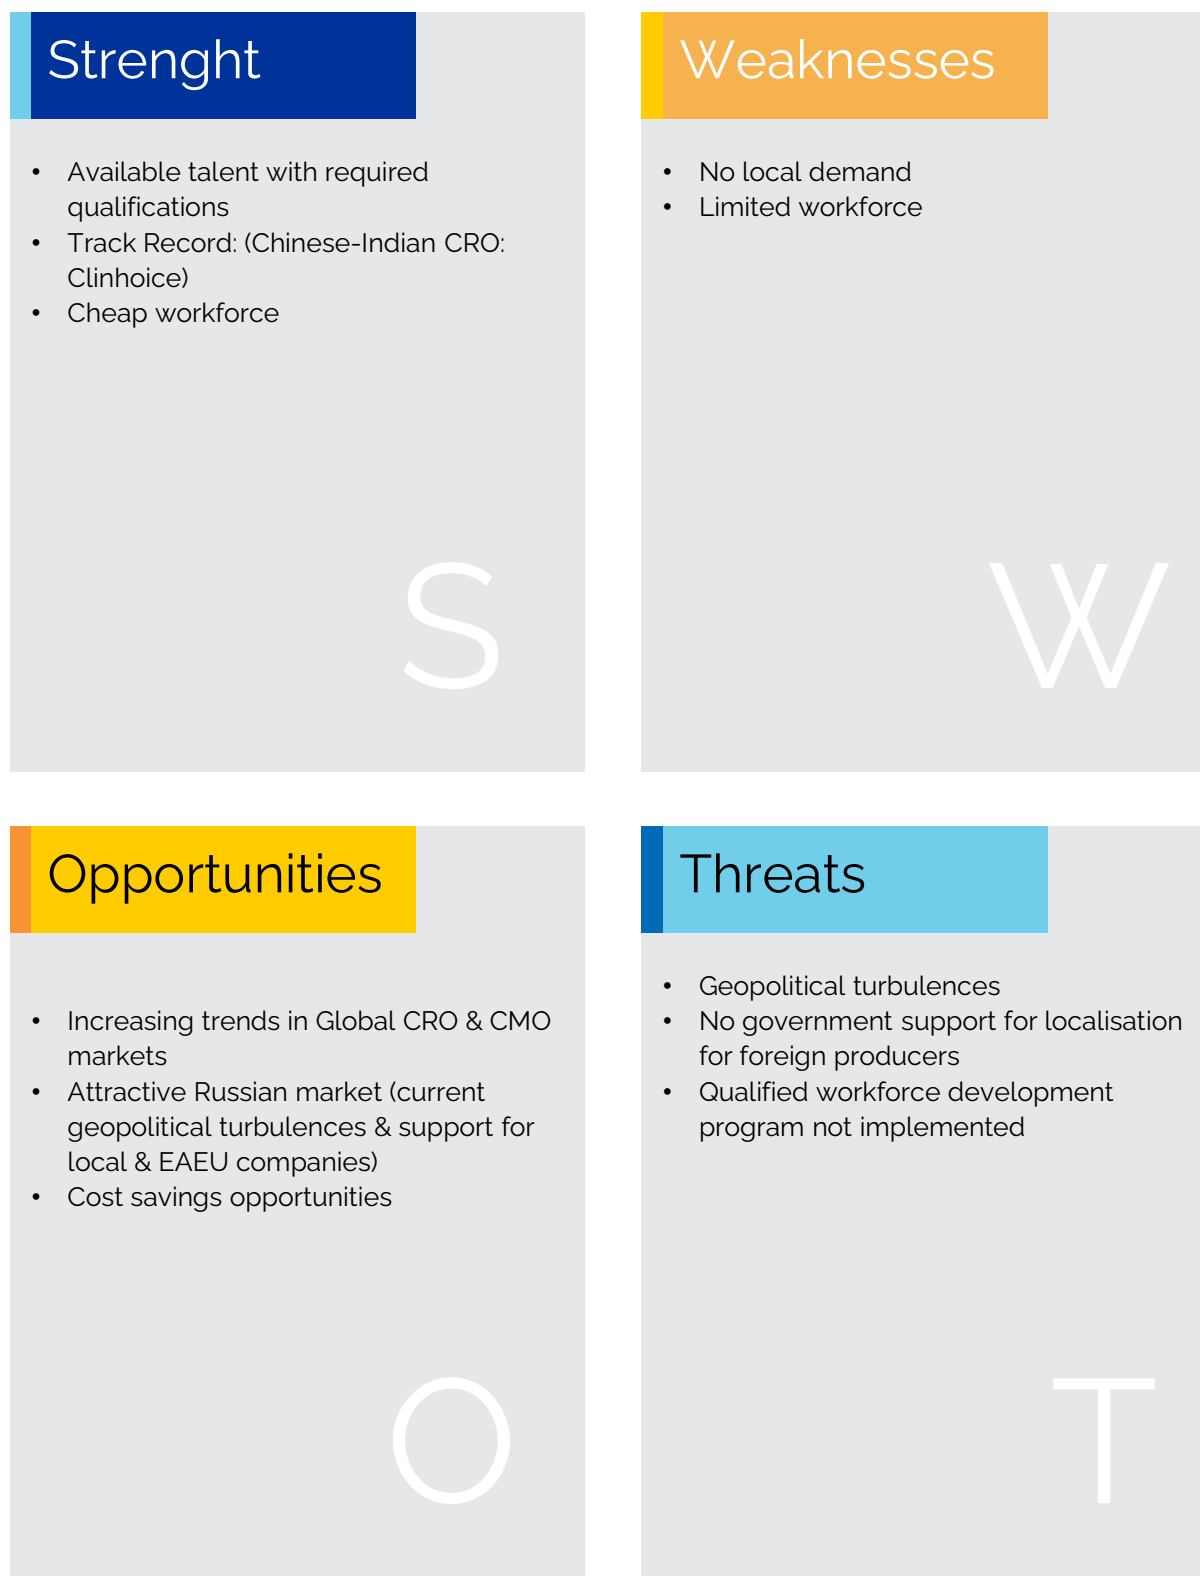 Strenght
• Available talent with required
qualifications
• Track Record: (Chinese-Indian CRO:
Clinhoice)
• Cheap workforce
S
Weaknesses
• No local demand
• Limited workforce
W
Opportunities
• Increasing trends in Global CRO & CMO
markets
• Attractive Russian market (current
geopolitical turbulences & support for
local & EAEU companies)
• Cost savings opportunities
O
Threats
• Geopolitical turbulences
• No government support for localisation
for foreign producers
• Qualified workforce development
program not implemented
T